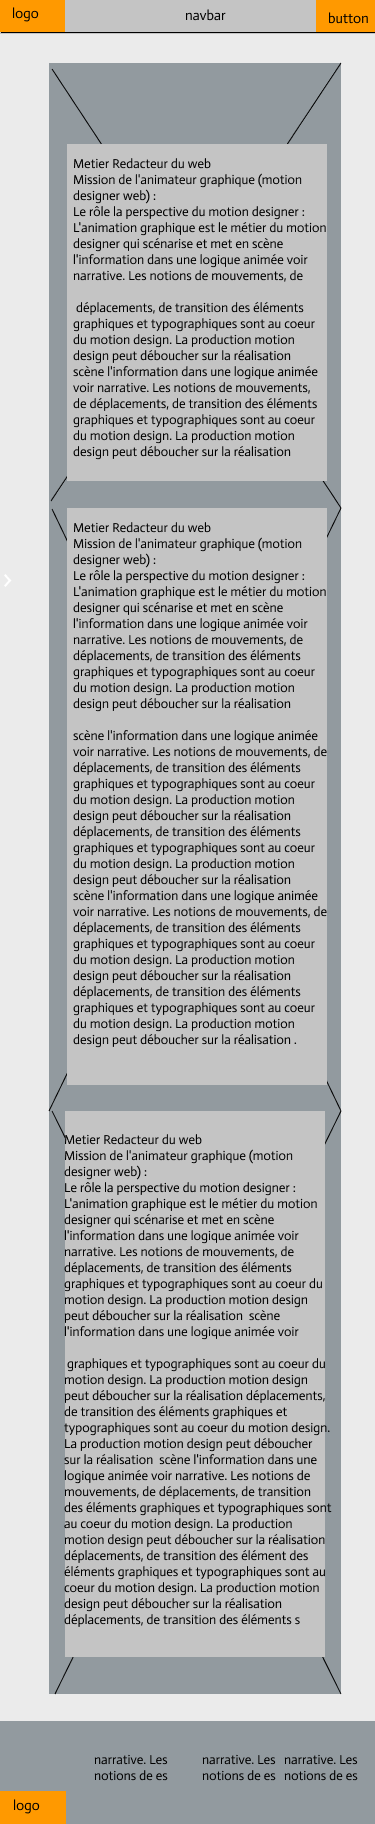 logo
navbar
button
Metier Redacteur du web
Mission de l'animateur graphique (motion
designer web) :
Le rôle la perspective du motion designer :
L'animation graphique est le métier du motion
designer qui scénarise et met en scène
l'information dans une logique animée voir
narrative. Les notions de mouvements, de
déplacements, de transition des éléments
graphiques et typographiques sont au coeur
du motion design. La production motion
design peut déboucher sur la réalisation
scène l'information dans une logique animée
voir narrative. Les notions de mouvements,
de déplacements, de transition des éléments
graphiques et typographiques sont au coeur
du motion design. La production motion
design peut déboucher sur la réalisation
Metier Redacteur du web
Mission de l'animateur graphique (motion
designer web) :
Le rôle la perspective du motion designer :
L'animation graphique est le métier du motion
designer qui scénarise et met en scène
l'information dans une logique animée voir
narrative. Les notions de mouvements, de
déplacements, de transition des éléments
graphiques et typographiques sont au coeur
du motion design. La production motion
design peut déboucher sur la réalisation
scène l'information dans une logique animée
voir narrative. Les notions de mouvements, de
déplacements, de transition des éléments
graphiques et typographiques sont au coeur
du motion design. La production motion
design peut déboucher sur la réalisation
déplacements, de transition des éléments
graphiques et typographiques sont au coeur
du motion design. La production motion
design peut déboucher sur la réalisation
scène l'information dans une logique animée
voir narrative. Les notions de mouvements, de
déplacements, de transition des éléments
graphiques et typographiques sont au coeur
du motion design. La production motion
design peut déboucher sur la réalisation
déplacements, de transition des éléments
graphiques et typographiques sont au coeur
du motion design. La production motion
design peut déboucher sur la réalisation .
Metier Redacteur du web
Mission de l'animateur graphique (motion
designer web) :
Le rôle la perspective du motion designer :
L'animation graphique est le métier du motion
designer qui scénarise et met en scène
l'information dans une logique animée voir
narrative. Les notions de mouvements, de
déplacements, de transition des éléments
graphiques et typographiques sont au coeur du
motion design. La production motion design
peut déboucher sur la réalisation  scène
l'information dans une logique animée voir
graphiques et typographiques sont au coeur du
motion design. La production motion design
peut déboucher sur la réalisation déplacements,
de transition des éléments graphiques et
typographiques sont au coeur du motion design.
La production motion design peut déboucher
sur la réalisation  scène l'information dans une
logique animée voir narrative. Les notions de
mouvements, de déplacements, de transition
des éléments graphiques et typographiques sont
au coeur du motion design. La production
motion design peut déboucher sur la réalisation
déplacements, de transition des élément des
éléments graphiques et typographiques sont au
coeur du motion design. La production motion
design peut déboucher sur la réalisation
déplacements, de transition des éléments s
narrative. Les
notions de es
narrative. Les
notions de es
narrative. Les
notions de es
logo